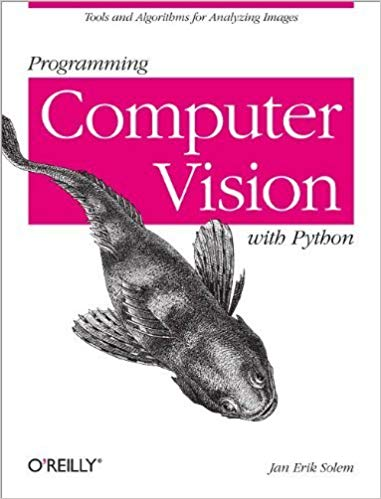 Tools and Algorithms for Analyzing Images
Programming
Computer
Vision
with Python
O'REILLY®
Jan Erik Solem